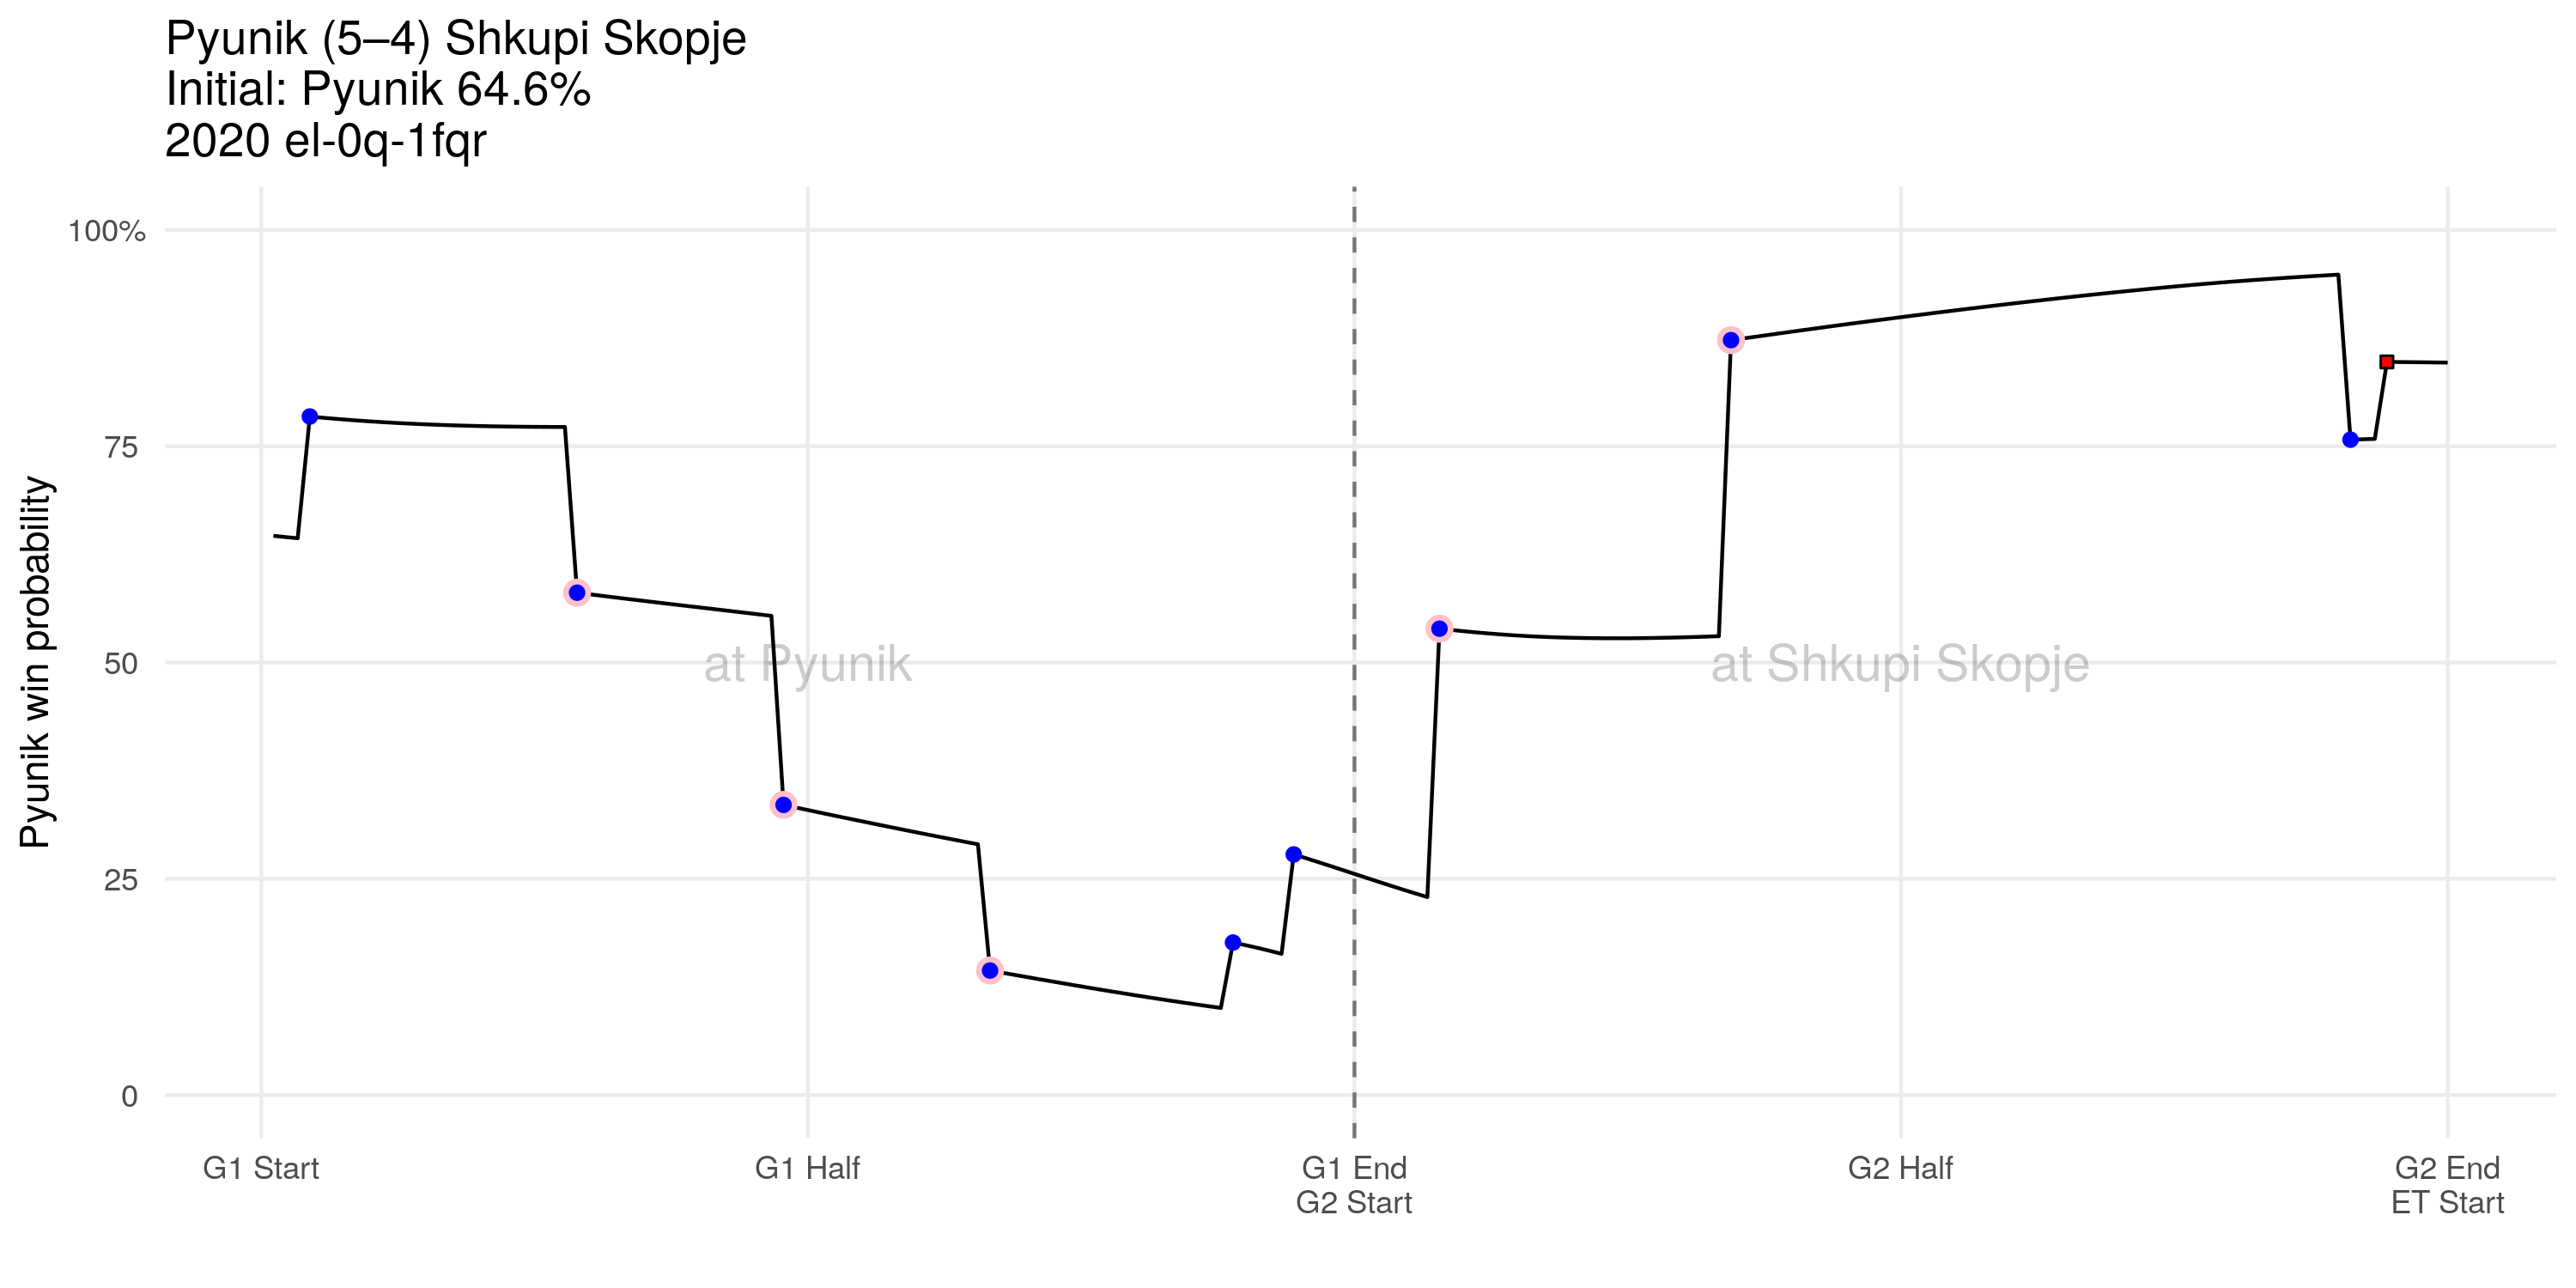 Pyunik (5–4) Shkupi Skopje
Initial: Pyunik 64.6%
2020 el-0q-1fqr
Pyunik win probability
100%
75
50
25
0
at Pyunik
at Shkupi Skopje
G1 Start
G1 Half
G1 End
G2 Start
G2 Half
G2 End
ET Start